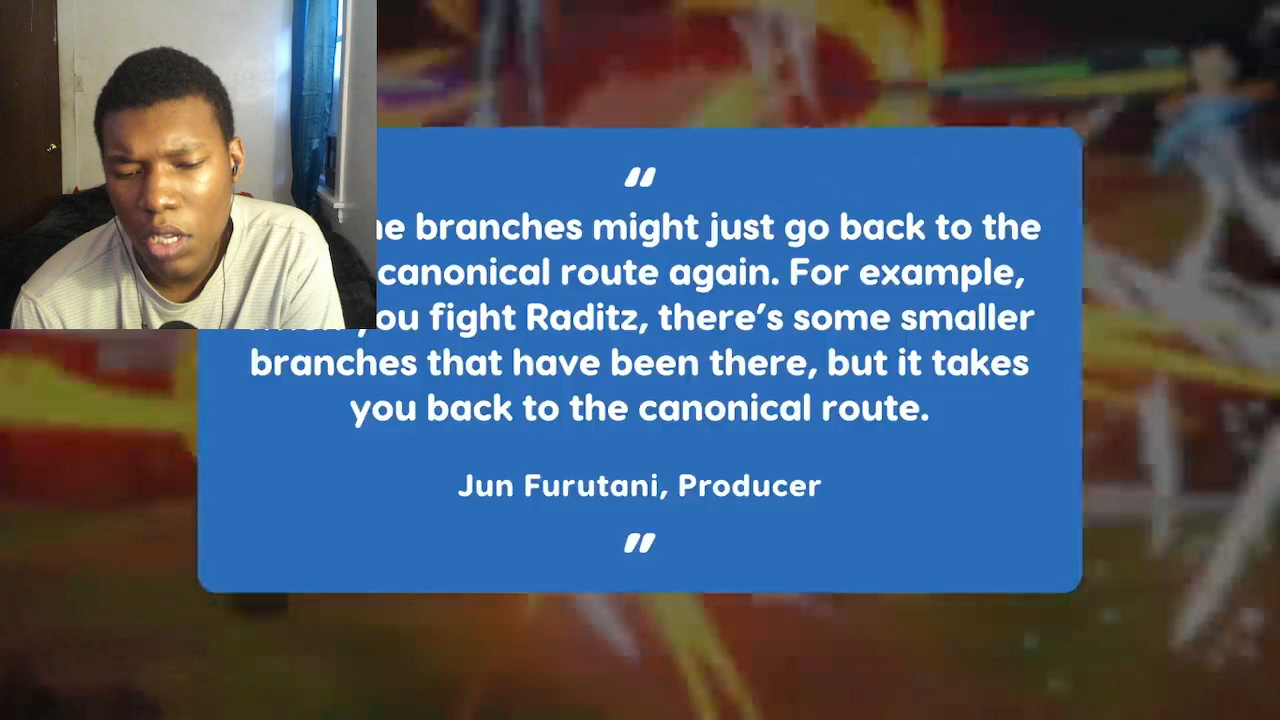 〃
branches might just go back to the
canonical route again. For example,
fight Raditz, there’s some smaller
branches that have been there, but it takes
you back to the canonical route.
Jun Furutani, Producer
〃